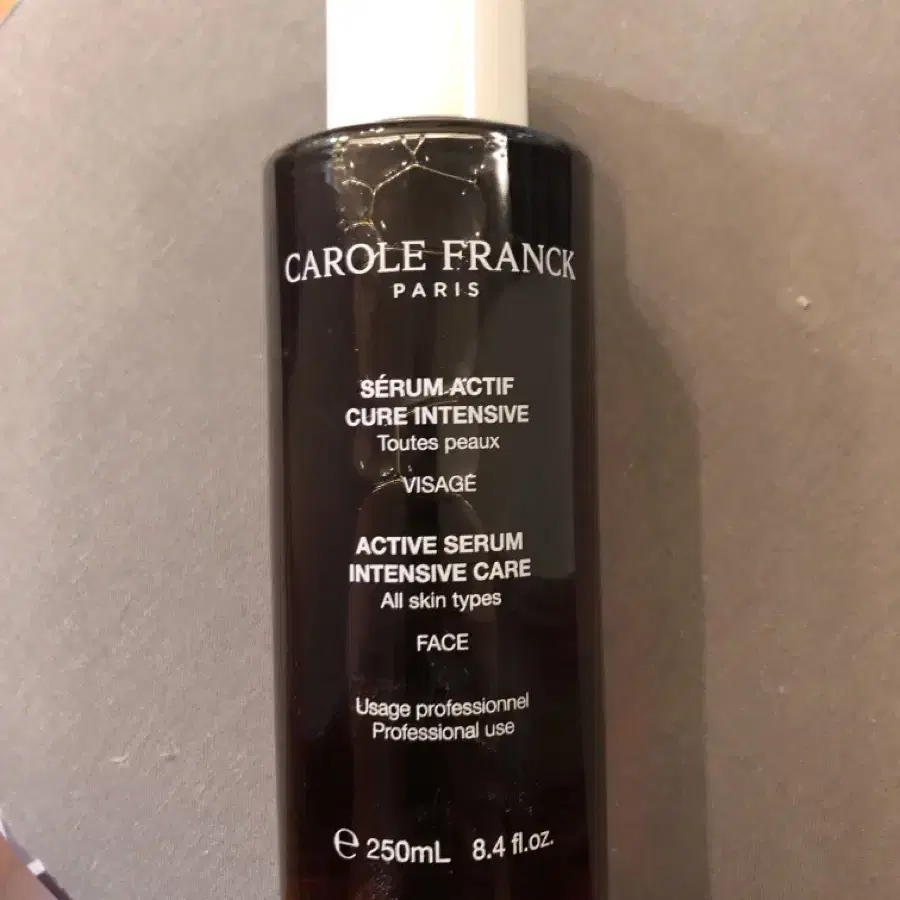 CAROLE FRANCK
PARIS
SÉRUM ACTIF
CURE INTENSIVE
Toutes peaux
VISAGE
ACTIVE SERUM
INTENSIVE CARE
All skin types
FACE
Usage professionnel
Professional use
℮ 250mL 8.4 fl.oz.